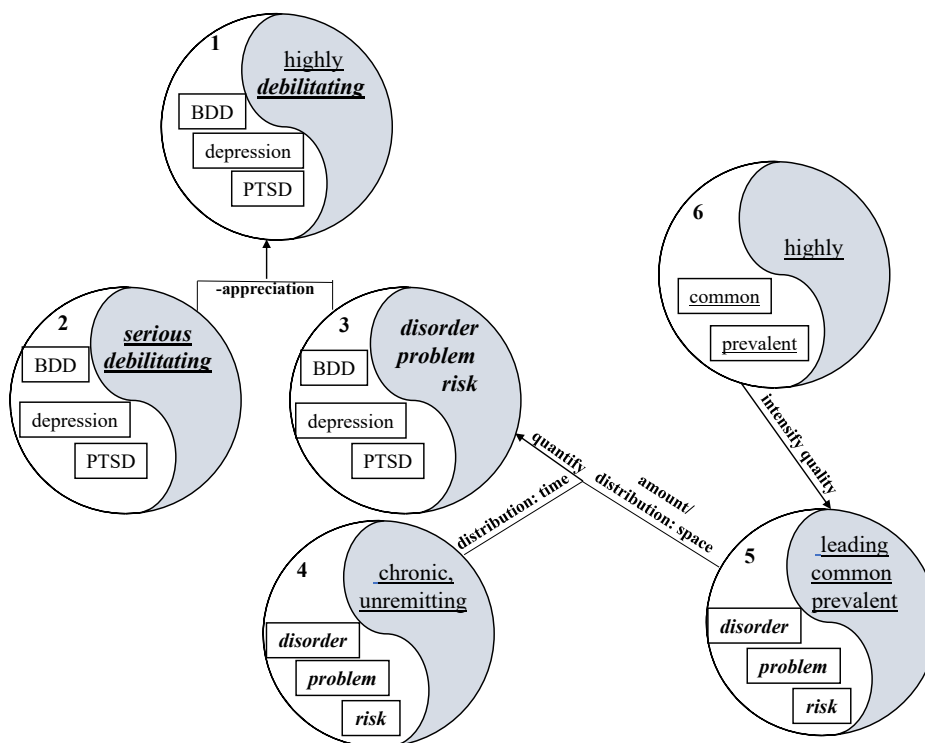 1
highly
debilitating
BDD
depression
PTSD
-appreciation
2
serious
debilitating
BDD
depression
PTSD
3
disorder
problem
risk
BDD
depression
PTSD
6
highly
common
prevalent
intensify quality
quantify
distribution: time
amount/
distribution: space
4
chronic,
unremitting
disorder
problem
risk
5
leading
common
prevalent
disorder
problem
risk